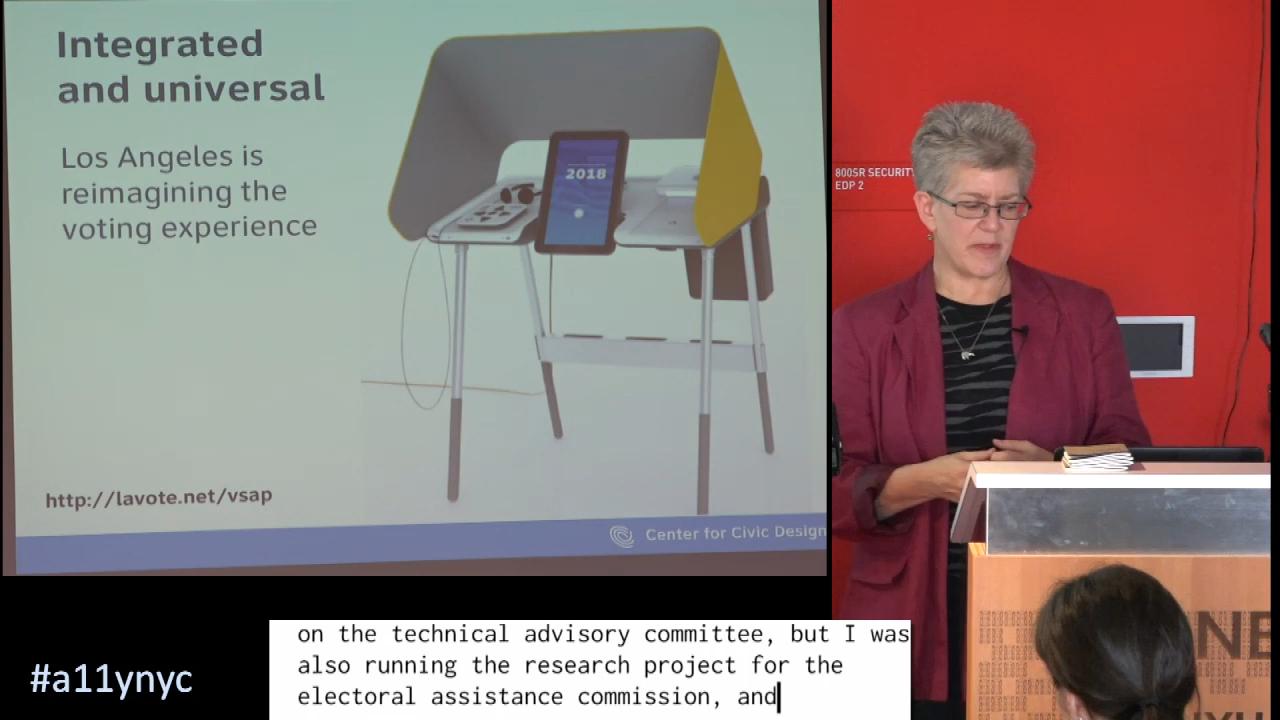 Integrated
and universal
Los Angeles is
reimagining the
voting experience
2018
http://lavote.net/vsap
Center for Civic Design
800SR SECURITY
EDP 2
on the technical advisory committee, but I was
also running the research project for the
electoral assistance commission, and
#a11ynyc